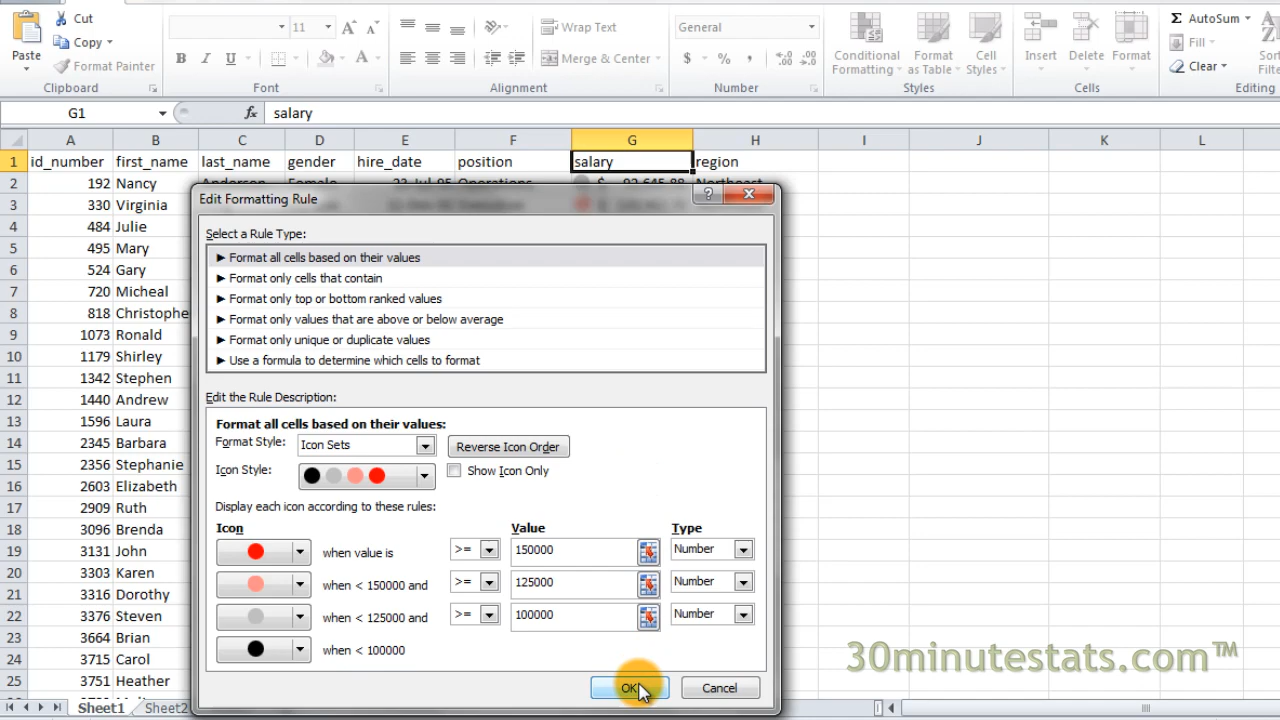 Cut
Copy
Format Painter
Paste
Clipboard
11
A A
B I U
A
Font
Wrap Text
Merge & Center
Alignment
General
$ % ,
Number
Conditional Formatting
Format as Table
Cell Styles
Styles
Insert
Delete
Format
Cells
Σ AutoSum
Fill
Clear
Editing
G1 fx salary
A B C D E F G H I J K L
1 id_number first_name last_name gender hire_date position salary region
2 192 Nancy
3 330 Virginia
4 484 Julie
5 495 Mary
6 524 Gary
7 720 Micheal
8 818 Christophe
9 1073 Ronald
10 1179 Shirley
11 1342 Stephen
12 1440 Andrew
13 1596 Laura
14 2345 Barbara
15 2356 Stephanie
16 2603 Elizabeth
17 2909 Ruth
18 3096 Brenda
19 3131 John
20 3303 Karen
21 3316 Dorothy
22 3376 Steven
23 3664 Brian
24 3715 Carol
25 3751 Heather
Sheet1 Sheet2
Edit Formatting Rule
?
Select a Rule Type:
► Format all cells based on their values
► Format only cells that contain
► Format only top or bottom ranked values
► Format only values that are above or below average
► Format only unique or duplicate values
► Use a formula to determine which cells to format
Edit the Rule Description:
Format all cells based on their values:
Format Style: Icon Sets Reverse Icon Order
Icon Style: Show Icon Only
Display each icon according to these rules:
Icon Value Type
when value is >= 150000 Number
when < 150000 and >= 125000 Number
when < 125000 and >= 100000 Number
when < 100000
OK Cancel
30minutestats.com™